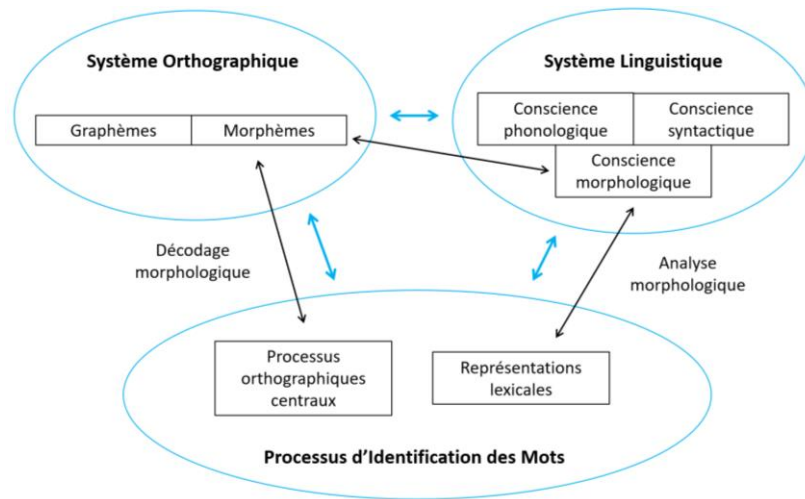 Système Orthographique
Graphèmes
Morphèmes
Système Linguistique
Conscience
phonologique
Conscience
syntactique
Conscience
morphologique
Décodage
morphologique
Analyse
morphologique
Processus
orthographiques
centraux
Représentations
lexicales
Processus d'Identification des Mots